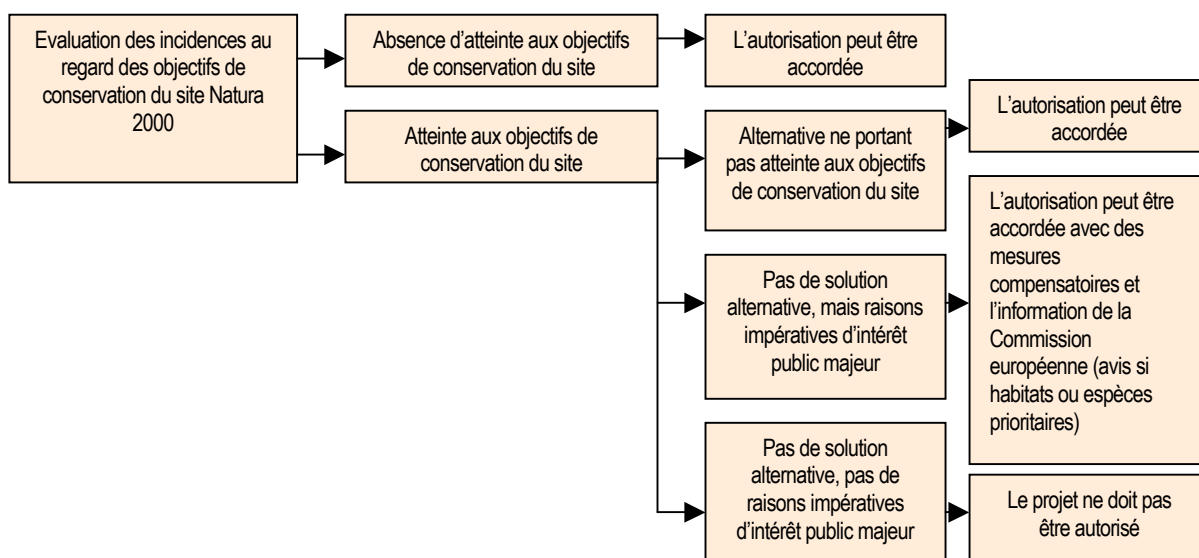 Evaluation des incidences au
regard des objectifs de
conservation du site Natura
2000
Absence d’atteinte aux objectifs
de conservation du site
L’autorisation peut être
accordée
Atteinte aux objectifs de
conservation du site
Alternative ne portant
pas atteinte aux objectifs
de conservation du site
L’autorisation peut être
accordée
Pas de solution
alternative, mais raisons
impératives d’intérêt
public majeur
L’autorisation peut être
accordée avec des
mesures
compensatoires et
l’information de la
Commission
européenne (avis si
habitats ou espèces
prioritaires)
Pas de solution
alternative, pas de
raisons impératives
d’intérêt public majeur
Le projet ne doit pas
être autorisé